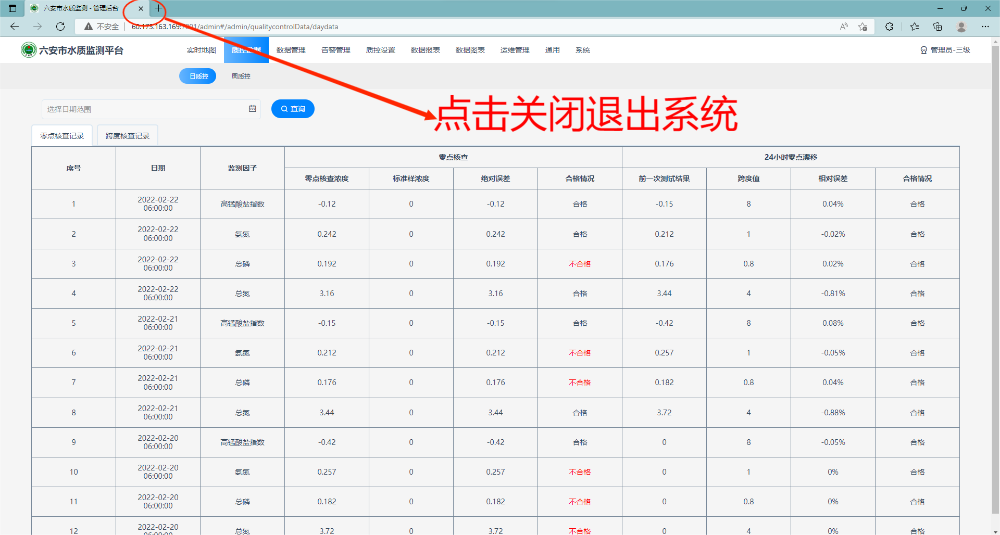 六安市水质监测 - 管理后台
不安全
60.173.163.169:7001/admin#/admin/qualitycontrolData/daydata
六安市水质监测平台
实时地图 质控数据 数据管理 告警管理 质控设置 数据报表 数据图表 运维管理 通用 系统
管理员-三级
日质控 周质控
选择日期范围
查询
点击关闭退出系统
零点核查记录 跨度核查记录
序号 日期 监测因子 零点核查 24小时零点漂移
零点核查浓度 标准样浓度 绝对误差 合格情况 前一次测试结果 跨度值 相对误差 合格情况
1 2022-02-22 06:00:00 高锰酸盐指数 -0.12 0 -0.12 合格 -0.15 8 0.04% 合格
2 2022-02-22 06:00:00 氨氮 0.242 0 0.242 合格 0.212 1 -0.02% 合格
3 2022-02-22 06:00:00 总磷 0.192 0 0.192 不合格 0.176 0.8 0.02% 合格
4 2022-02-22 06:00:00 总氮 3.16 0 3.16 合格 3.44 4 -0.81% 合格
5 2022-02-21 06:00:00 高锰酸盐指数 -0.15 0 -0.15 合格 -0.42 8 0.08% 合格
6 2022-02-21 06:00:00 氨氮 0.212 0 0.212 不合格 0.257 1 -0.05% 合格
7 2022-02-21 06:00:00 总磷 0.176 0 0.176 不合格 0.182 0.8 0.04% 合格
8 2022-02-21 06:00:00 总氮 3.44 0 3.44 合格 3.72 4 -0.88% 合格
9 2022-02-20 06:00:00 高锰酸盐指数 -0.42 0 -0.42 合格 0 8 -0.05% 合格
10 2022-02-20 06:00:00 氨氮 0.257 0 0.257 不合格 0 1 0% 合格
11 2022-02-20 06:00:00 总磷 0.182 0 0.182 不合格 0 0.8 0% 合格
12 2022-02-20 06:00:00 总氮 3.72 0 3.72 不合格 0 4 0% 合格